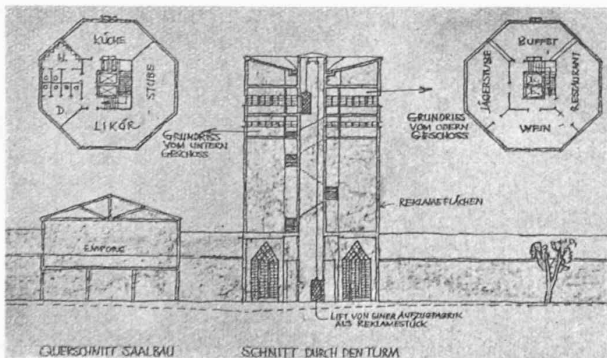 KÜCHE
H.
STUBE
D.
LIKÖR
BUFFET
JÄGERSTUBE
RESTAURANT
WEIN
GRUNDRISS
VOM UNTERN
GESCHOSS
GRUNDRISS
VOM OBERN
GESCHOSS
REKLAMEFLÄCHEN
EMPORE
LIFT VON EINER AUFZUGFABRIK
ALS REKLAMESTÜCK
QUERSCHNITT SAALBAU
SCHNITT DURCH DEN TURM